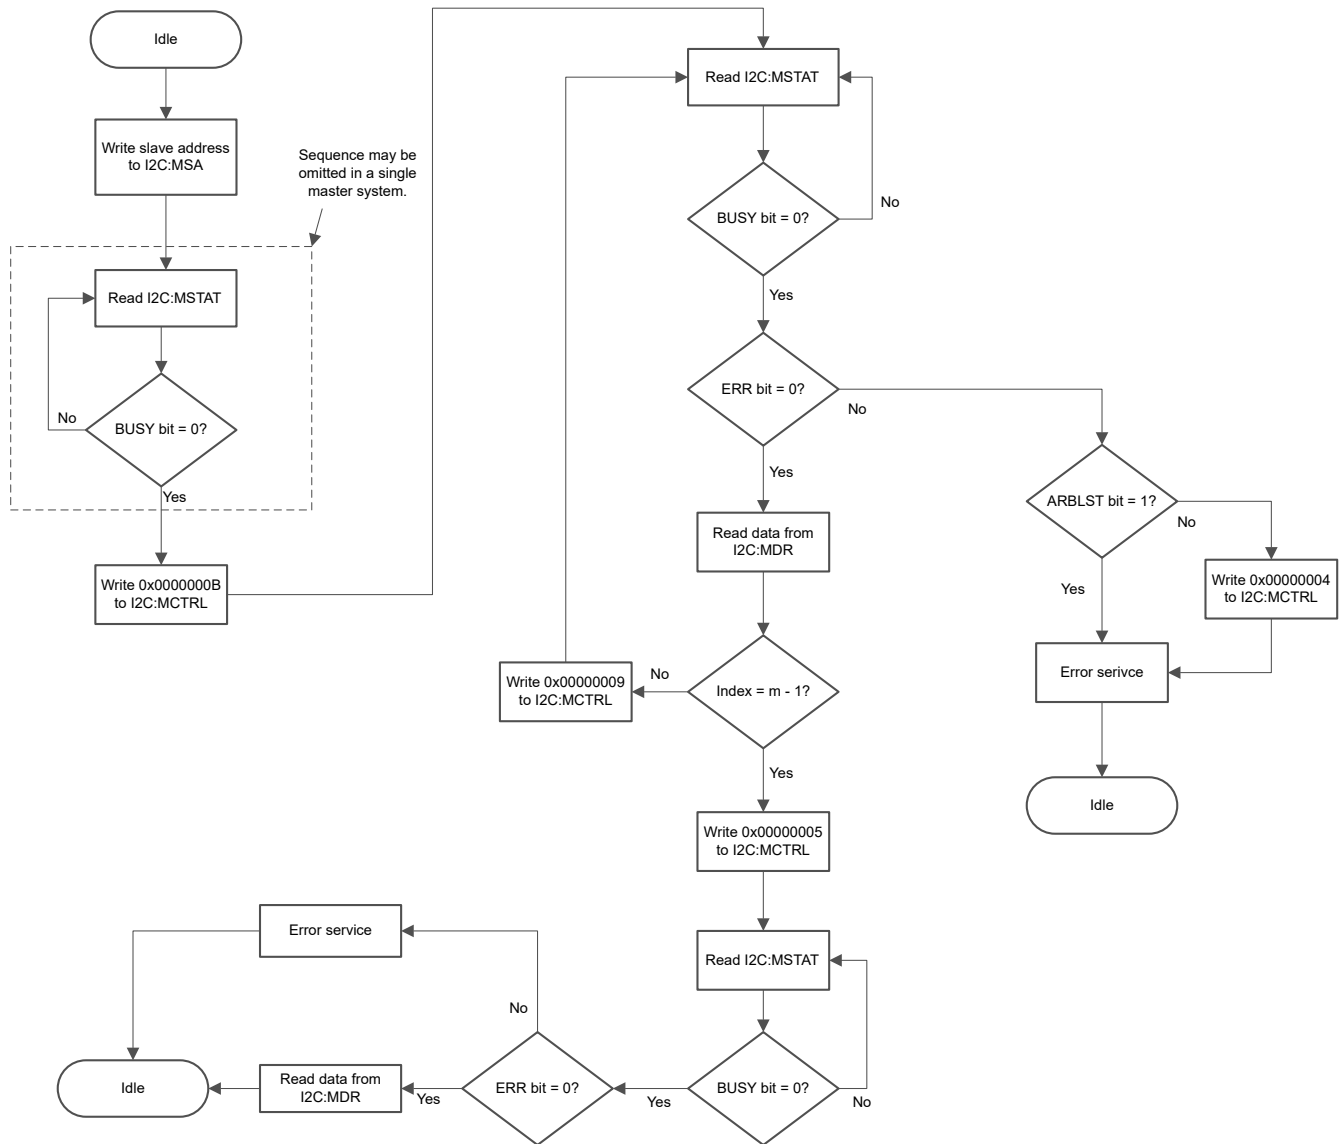 Idle
Write slave address
to I2C:MSA
Sequence may be
omitted in a single
master system.
Read I2C:MSTAT
BUSY bit = 0?
No
Yes
Write 0x0000000B
to I2C:MCTRL
Read I2C:MSTAT
BUSY bit = 0?
No
Yes
ERR bit = 0?
No
Yes
Read data from
I2C:MDR
Index = m - 1?
No
Write 0x00000009
to I2C:MCTRL
Yes
ARBLST bit = 1?
No
Write 0x00000004
to I2C:MCTRL
Yes
Error serivce
Idle
Write 0x00000005
to I2C:MCTRL
Read I2C:MSTAT
BUSY bit = 0?
No
Yes
ERR bit = 0?
No
Error service
Yes
Read data from
I2C:MDR
Idle